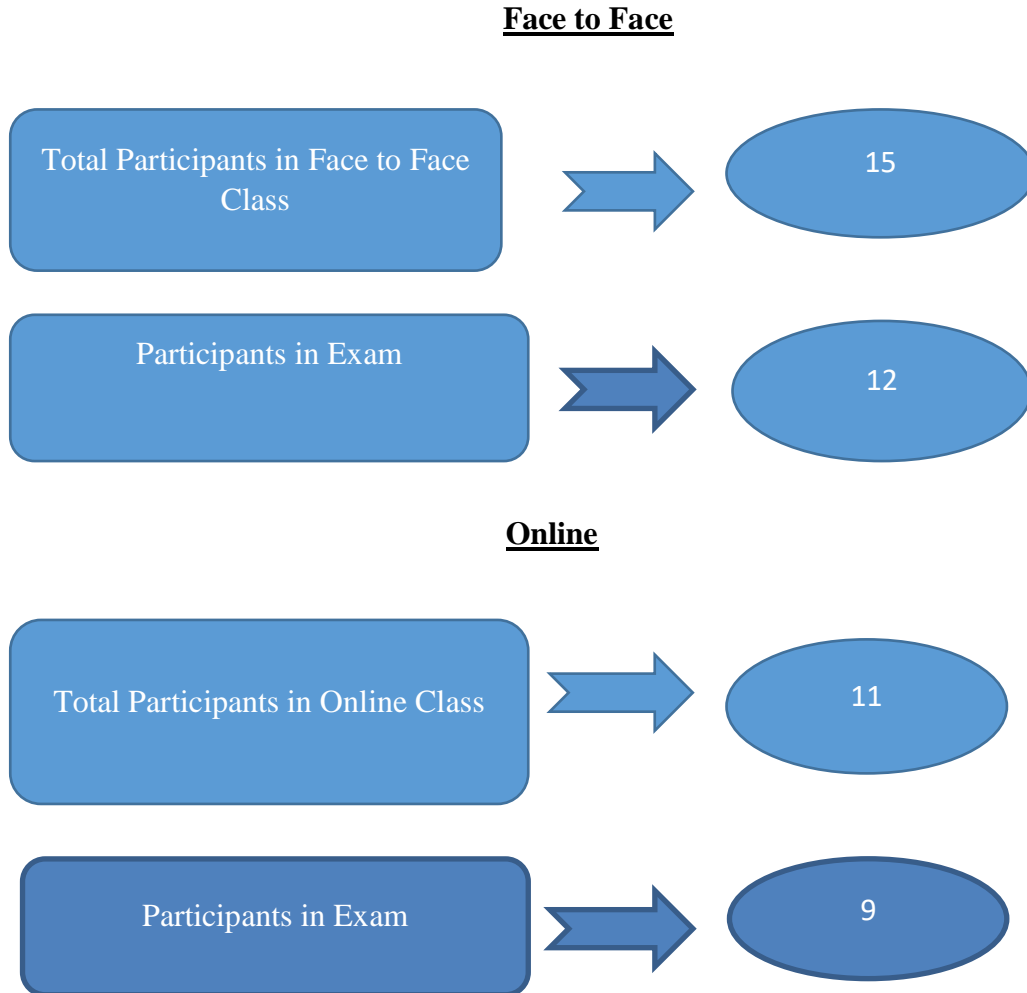 Face to Face
Total Participants in Face to Face
Class
15
Participants in Exam
12
Online
Total Participants in Online Class
11
Participants in Exam
9